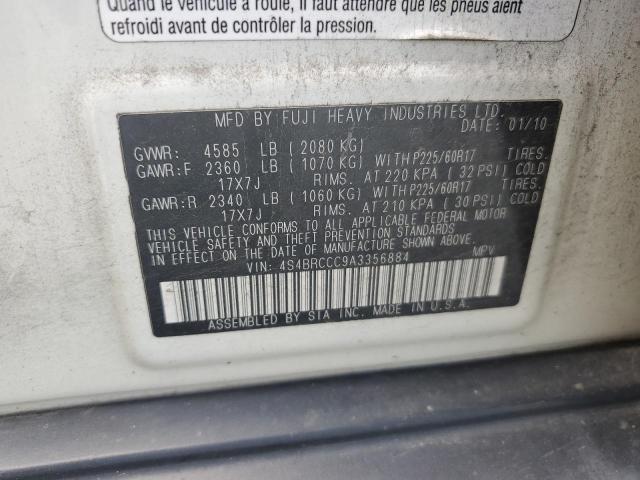 Quand le véhicule a roulé, il faut attendre que les pneus aient
refroidi avant de contrôler la pression.
MFD BY FUJI HEAVY INDUSTRIES LTD.
DATE: 01/10
GVWR: 4585 LB ( 2080 KG)
GAWR:F 2360 LB ( 1070 KG) WITH P225/60R17 TIRES.
17X7J RIMS. AT 220 KPA ( 32 PSI) COLD
GAWR:R 2340 LB ( 1060 KG) WITH P225/60R17 TIRES.
17X7J RIMS. AT 210 KPA ( 30 PSI) COLD
THIS VEHICLE CONFORMS TO ALL APPLICABLE FEDERAL MOTOR
VEHICLE SAFETY AND THEFT PREVENTION STANDARDS
IN EFFECT ON THE DATE OF MANUFACTURE SHOWN ABOVE.
VIN: 4S4BRCCC9A3356884 MPV
ASSEMBLED BY SIA INC. MADE IN U.S.A.